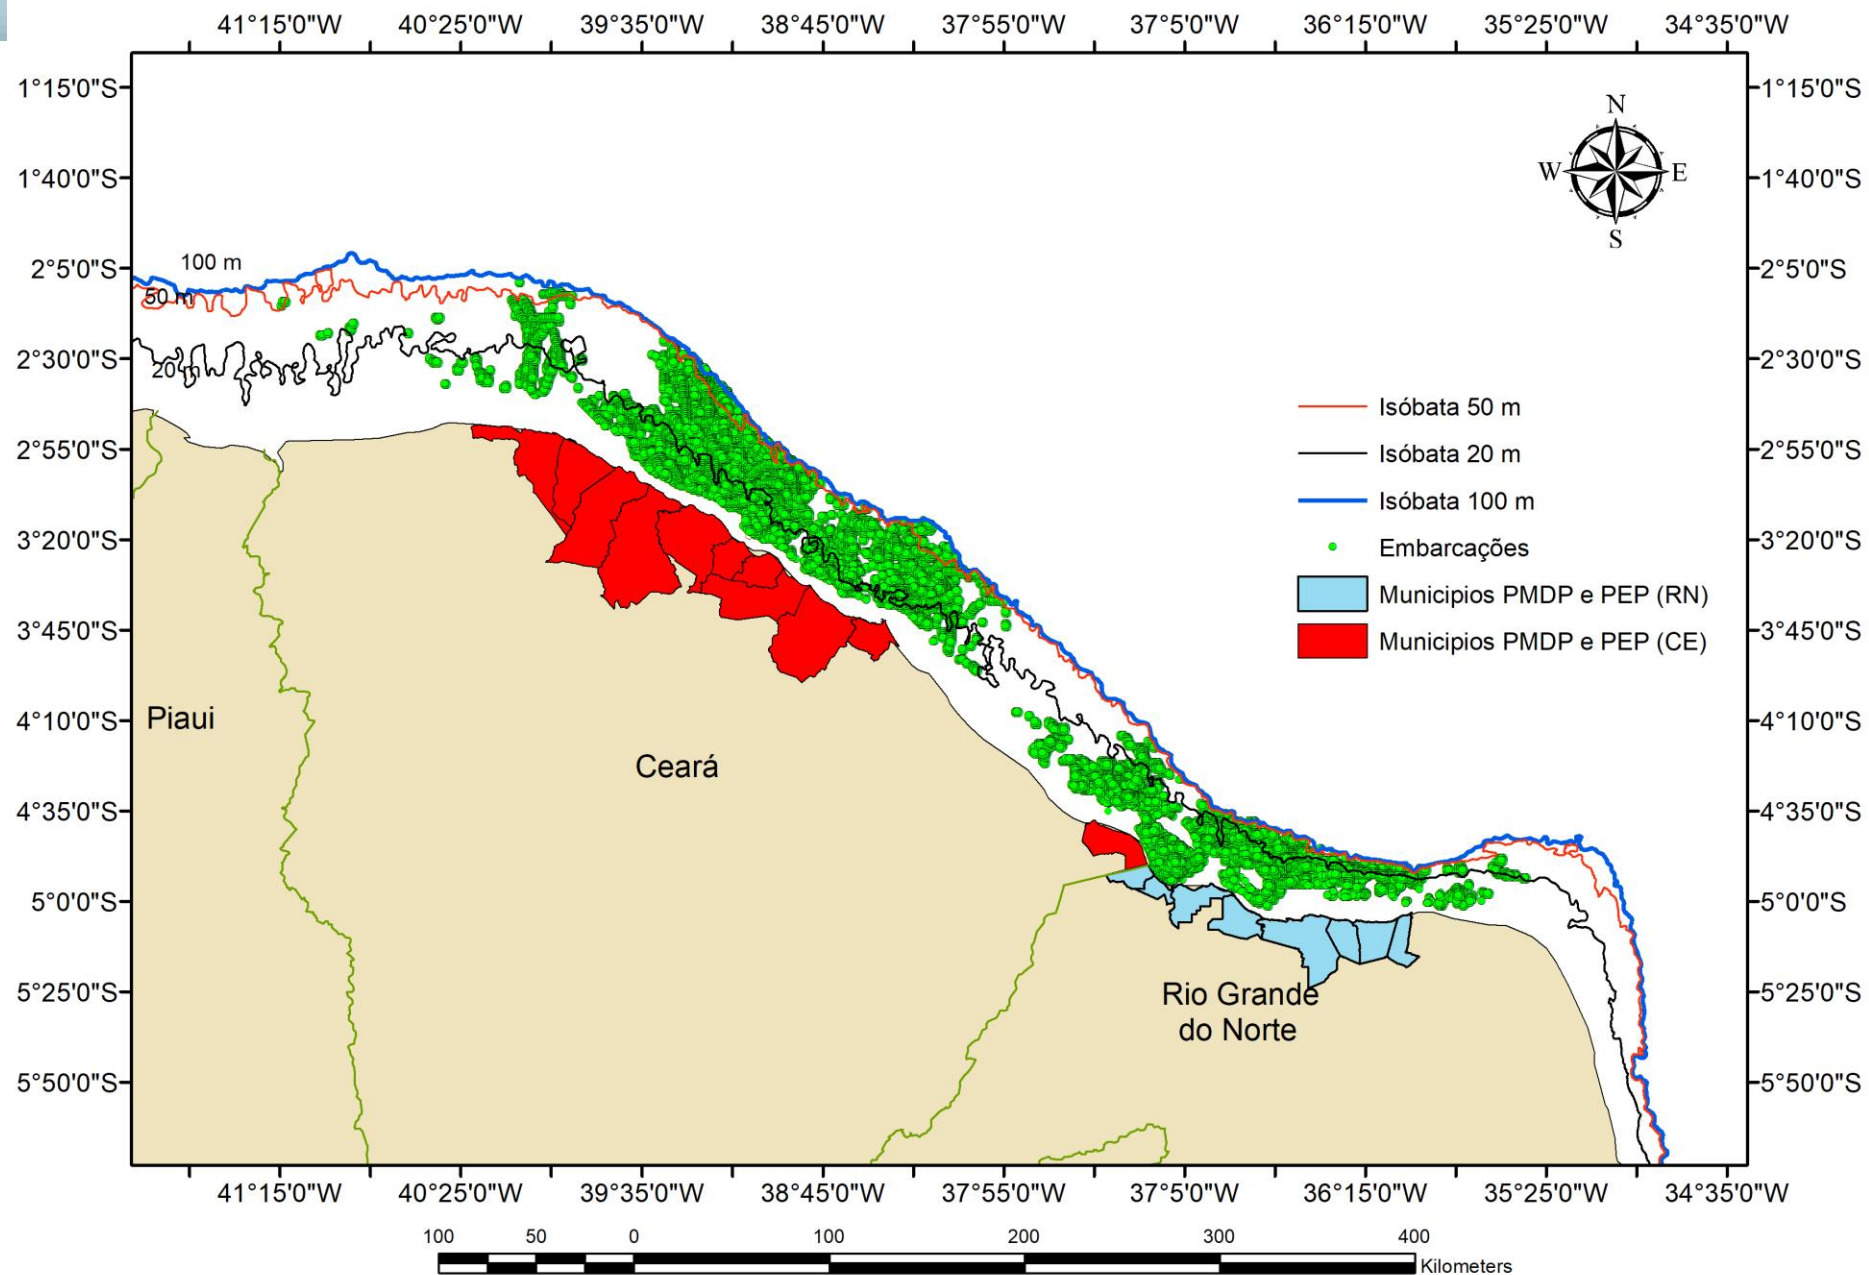 41°15'0"W 40°25'0"W 39°35'0"W 38°45'0"W 37°55'0"W 37°5'0"W 36°15'0"W 35°25'0"W 34°35'0"W
1°15'0"S 1°15'0"S
N
1°40'0"S W E 1°40'0"S
S
2°5'0"S 100 m 2°5'0"S
50 m
2°30'0"S 20 m 2°30'0"S
Isóbata 50 m
2°55'0"S Isóbata 20 m 2°55'0"S
Isóbata 100 m
3°20'0"S Embarcações 3°20'0"S
Municipios PMDP e PEP (RN)
3°45'0"S Municipios PMDP e PEP (CE) 3°45'0"S
4°10'0"S Piaui 4°10'0"S
Ceará
4°35'0"S 4°35'0"S
5°0'0"S 5°0'0"S
5°25'0"S Rio Grande 5°25'0"S
do Norte
5°50'0"S 5°50'0"S
41°15'0"W 40°25'0"W 39°35'0"W 38°45'0"W 37°55'0"W 37°5'0"W 36°15'0"W 35°25'0"W 34°35'0"W
100 50 0 100 200 300 400
Kilometers